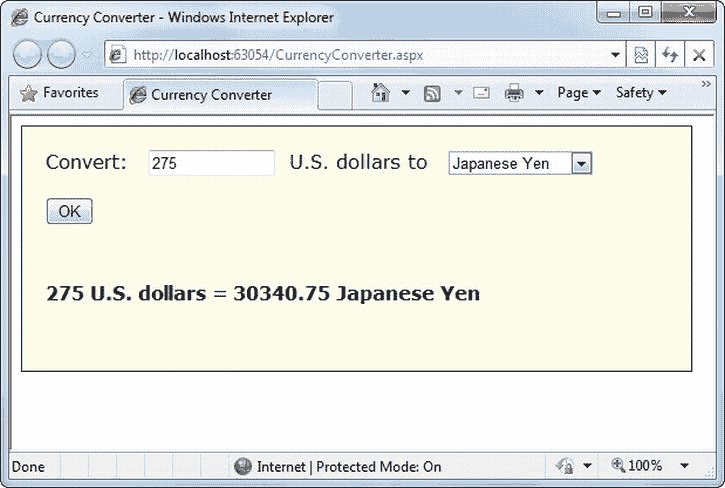 Currency Converter - Windows Internet Explorer
http://localhost:63054/CurrencyConverter.aspx
Favorites Currency Converter Page Safety »
Convert: 275 U.S. dollars to Japanese Yen
OK
275 U.S. dollars = 30340.75 Japanese Yen
Done Internet | Protected Mode: On 100%